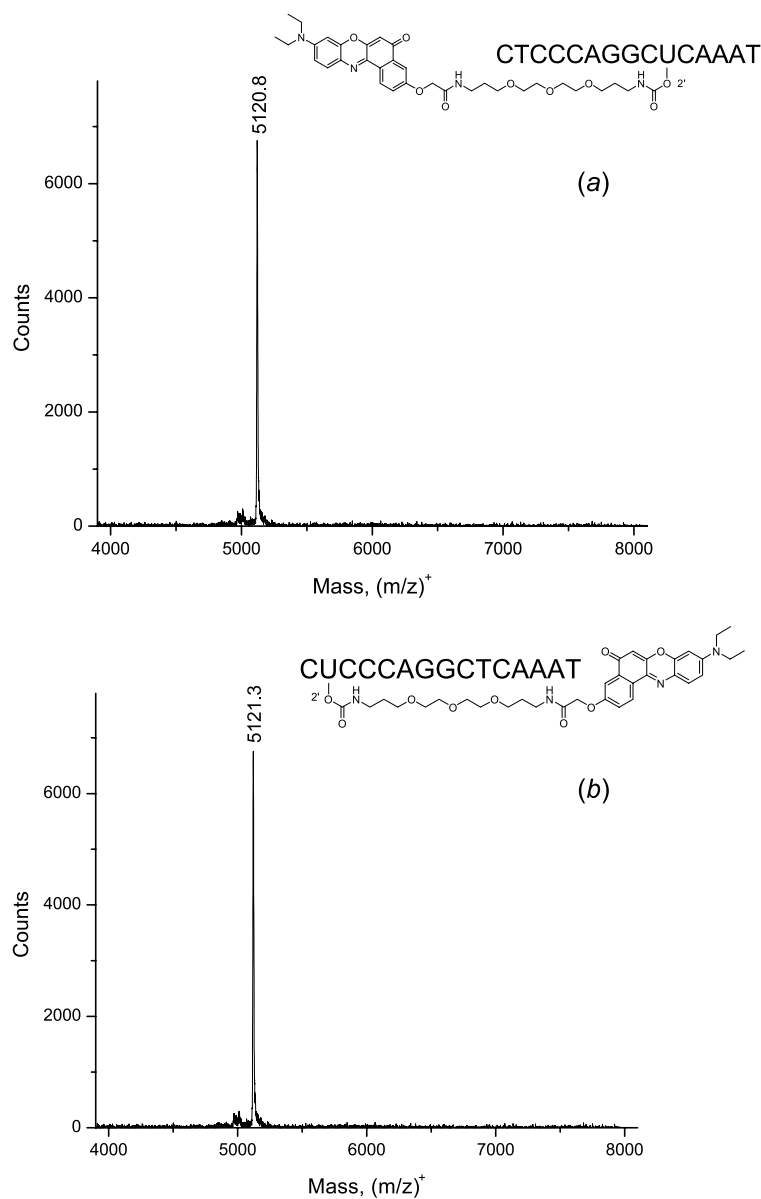 CTCCCAGGCUCAAAT
N
O
O
N
O
O
H
N
O
O
O
H
N
O
O
2'
(a)
5120.8
6000
4000
2000
0
Counts
4000 5000 6000 7000 8000
Mass, (m/z)+
CUCCCAGGCTCAAAT
O
O
N
N
2'
O
O
H
N
O
O
O
H
N
O
O
(b)
5121.3
6000
4000
2000
0
Counts
4000 5000 6000 7000 8000
Mass, (m/z)+